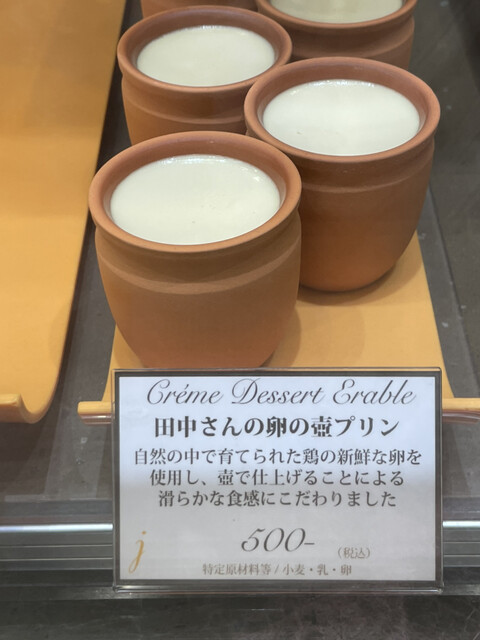 Créme Dessert Erable
田中さんの卵の壺プリン
自然の中で育てられた鶏の新鮮な卵を
使用し、壺で仕上げることによる
滑らかな食感にこだわりました
j
500-
(税込)
特定原材料等 / 小麦・乳・卵